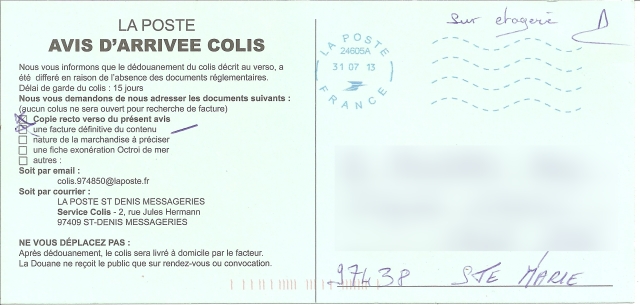 LA POSTE
AVIS D'ARRIVEE COLIS
Nous vous informons que le dédouanement du colis décrit au verso, a
été différé en raison de l'absence des documents réglementaires.
Délai de garde du colis : 15 jours
Nous vous demandons de nous adresser les documents suivants :
(aucun colus ne sera ouvert pour recherche de facture)
Copie recto verso du présent avis
une facture définitive du contenu
nature de la marchandise à préciser
une fiche exonération Octroi de mer
autres :
Soit par email :
colis.974850@laposte.fr
Soit par courrier :
LA POSTE ST DENIS MESSAGERIES
Service Colis - 2, rue Jules Hermann
97409 ST-DENIS MESSAGERIES
NE VOUS DÉPLACEZ PAS :
Après dédouanement, le colis sera livré à domicile par le facteur.
La Douane ne reçoit le public que sur rendez-vous ou convocation.
Sur etageré
LA POSTE
24605A
31 07 13
FRANCE
97438 STE MARIE